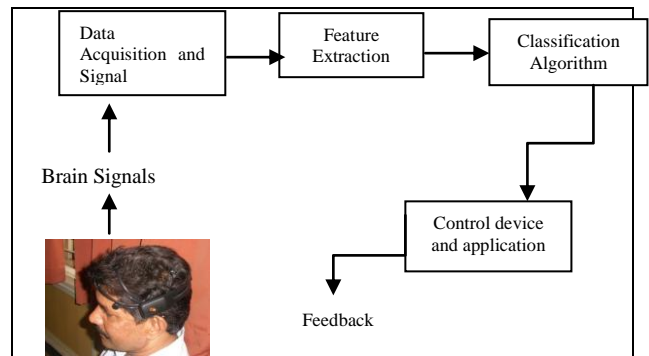 Data
Acquisition and
Signal
Feature
Extraction
Classification
Algorithm
Brain Signals
Control device
and application
Feedback